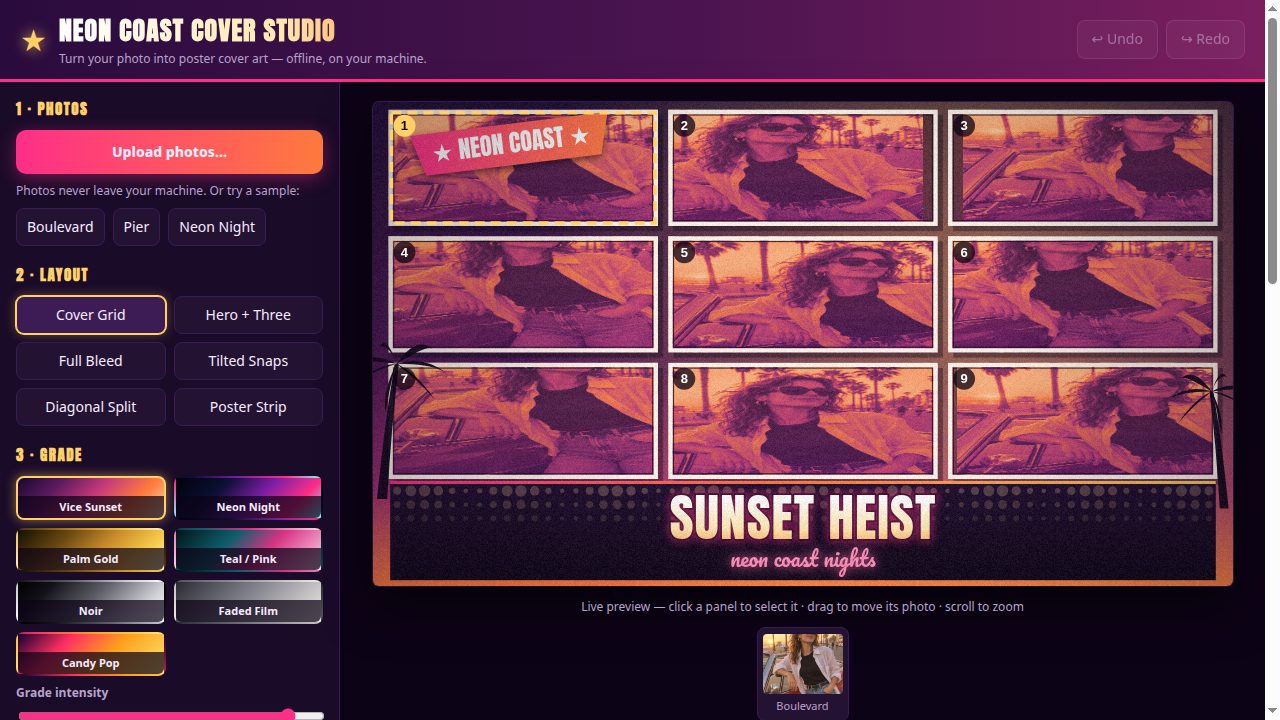 NEON COAST COVER STUDIO
Turn your photo into poster cover art — offline, on your machine.
↩ Undo
↪ Redo
1 · PHOTOS
Upload photos...
Photos never leave your machine. Or try a sample:
Boulevard
Pier
Neon Night
2 · LAYOUT
Cover Grid
Hero + Three
Full Bleed
Tilted Snaps
Diagonal Split
Poster Strip
3 · GRADE
Vice Sunset
Neon Night
Palm Gold
Teal / Pink
Noir
Faded Film
Candy Pop
Grade intensity
1
★ NEON COAST ★
2
3
4
5
6
7
8
9
SUNSET HEIST
neon coast nights
Live preview — click a panel to select it · drag to move its photo · scroll to zoom
Boulevard